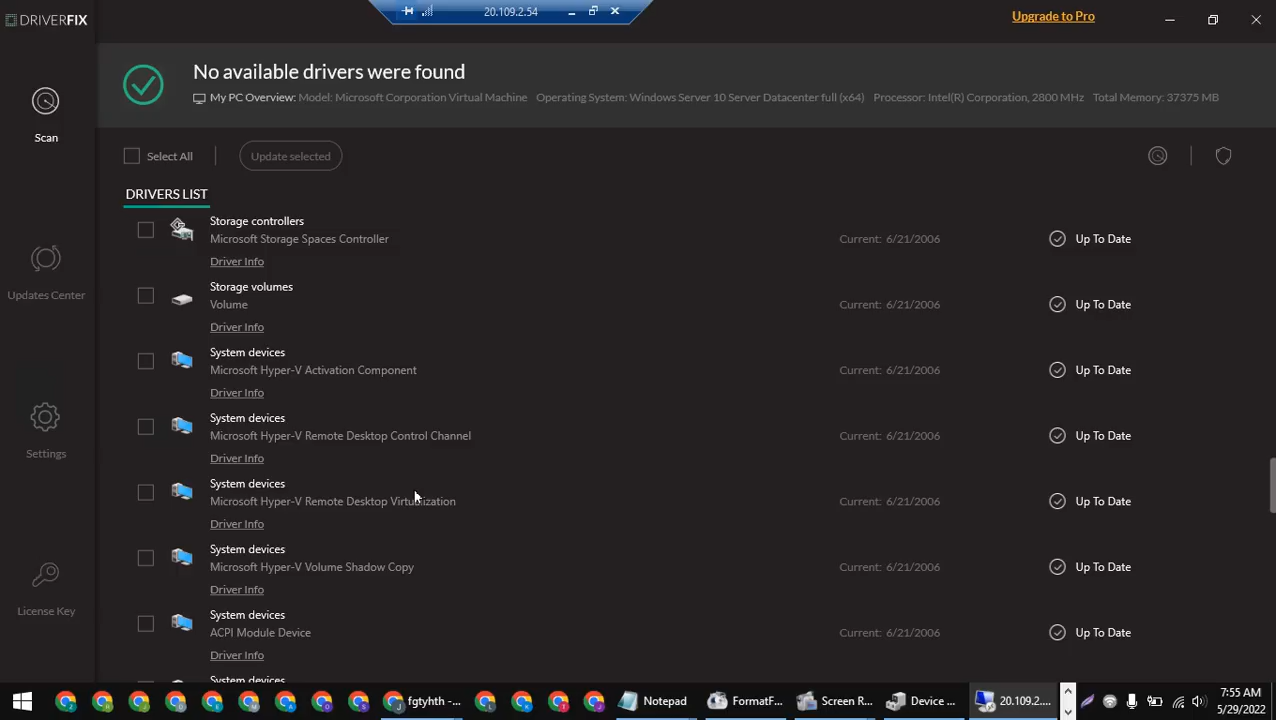 DRIVERFIX
20.109.2.54
Upgrade to Pro
No available drivers were found
My PC Overview: Model: Microsoft Corporation Virtual Machine Operating System: Windows Server 10 Server Datacenter full (x64) Processor: Intel(R) Corporation, 2800 MHz Total Memory: 37375 MB
Scan
Select All
Update selected
DRIVERS LIST
Storage controllers
Microsoft Storage Spaces Controller Current: 6/21/2006 Up To Date
Driver Info
Storage volumes
Updates Center
Volume Current: 6/21/2006 Up To Date
Driver Info
System devices
Microsoft Hyper-V Activation Component Current: 6/21/2006 Up To Date
Driver Info
System devices
Microsoft Hyper-V Remote Desktop Control Channel Current: 6/21/2006 Up To Date
Settings
Driver Info
System devices
Microsoft Hyper-V Remote Desktop Virtualization Current: 6/21/2006 Up To Date
Driver Info
System devices
Microsoft Hyper-V Volume Shadow Copy Current: 6/21/2006 Up To Date
Driver Info
License Key
System devices
ACPI Module Device Current: 6/21/2006 Up To Date
Driver Info
System devices
fgtyhth -... Notepad FormatF... Screen R... Device ... 20.109.2.... 7:55 AM
5/29/2022